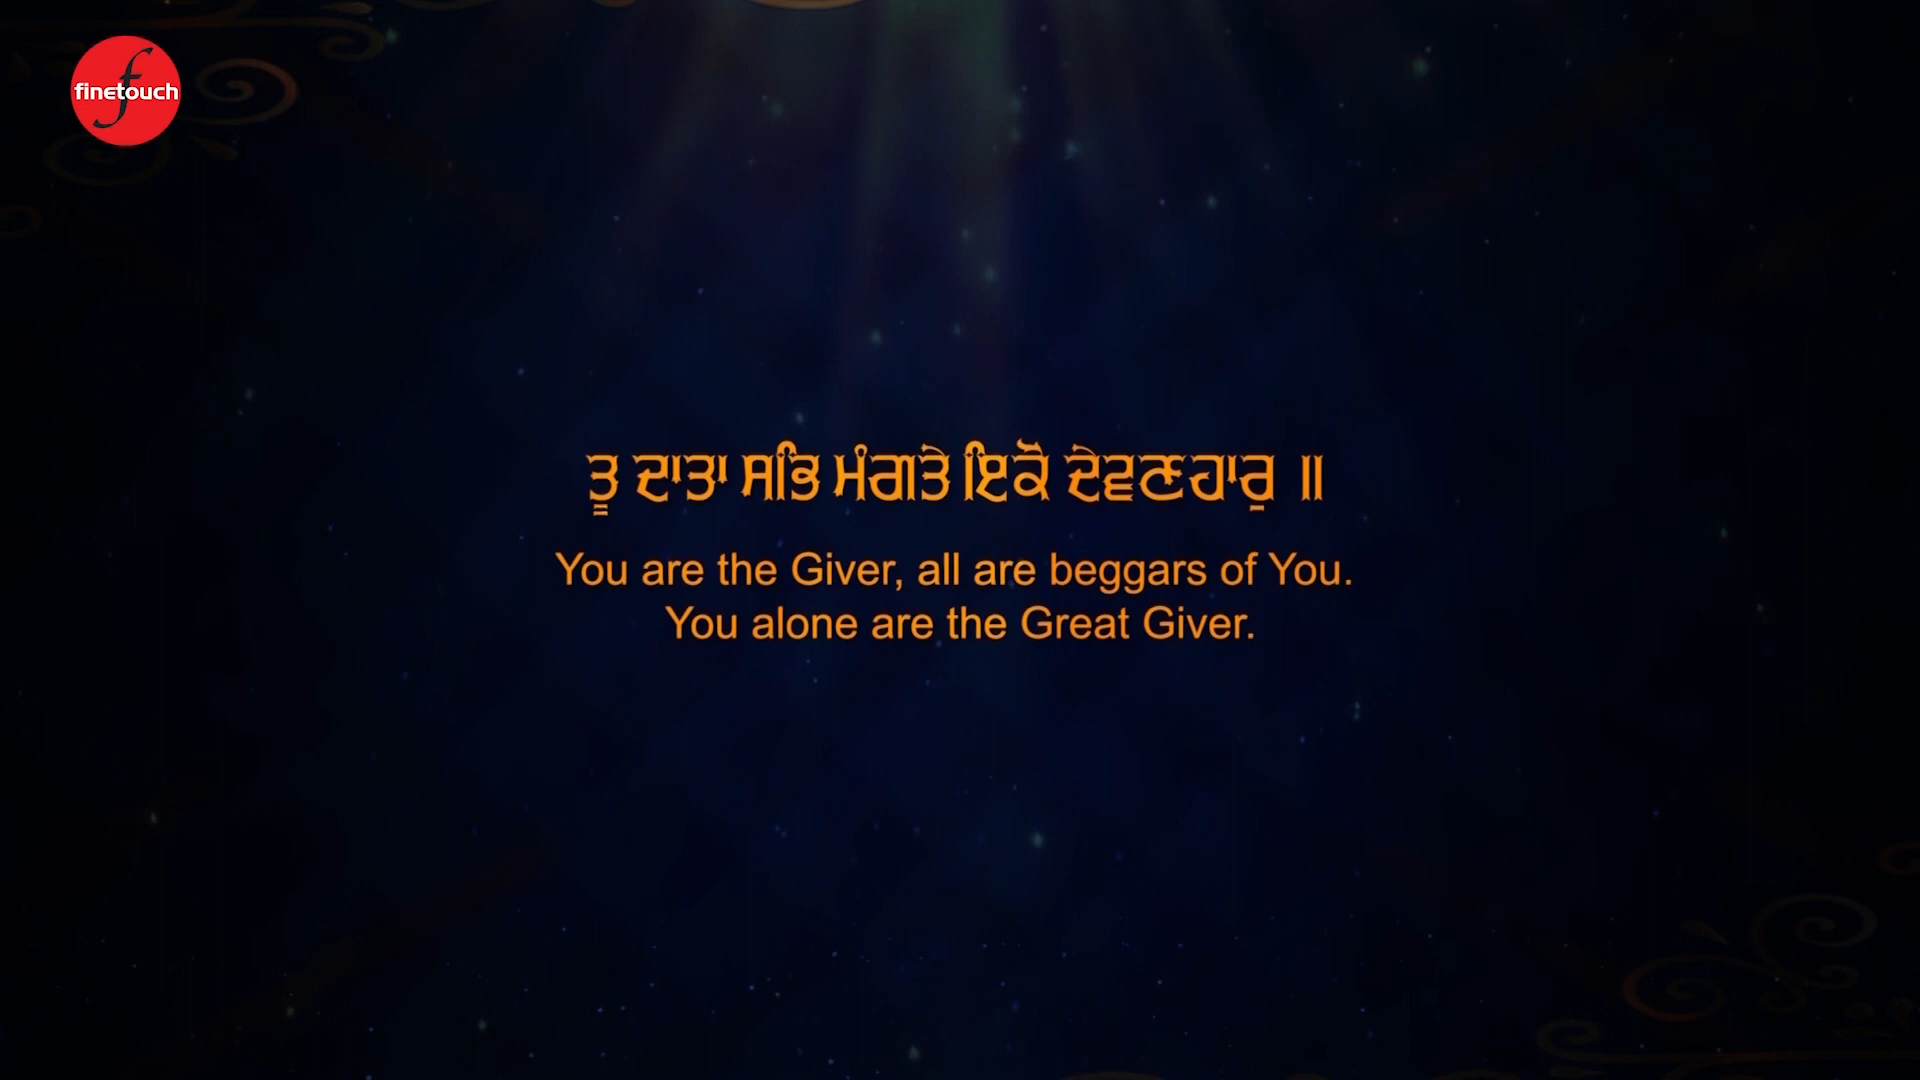 finetouch
ਤੂ ਦਾਤਾ ਸਭਿ ਮੰਗਤੇ ਇਕੋ ਦੇਵਣਹਾਰੁ ॥
You are the Giver, all are beggars of You.
You alone are the Great Giver.